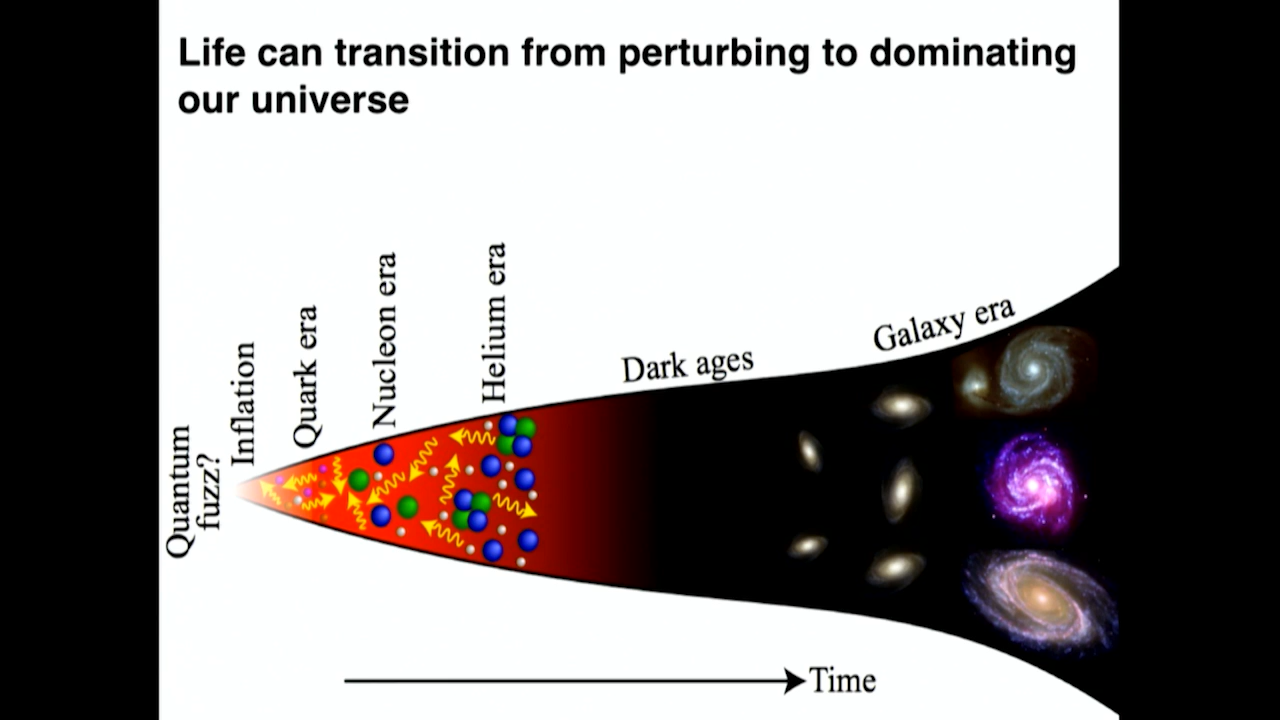 Life can transition from perturbing to dominating
our universe
Quantum
fuzz?
Inflation
Quark era
Nucleon era
Helium era
Dark ages
Galaxy era
Time